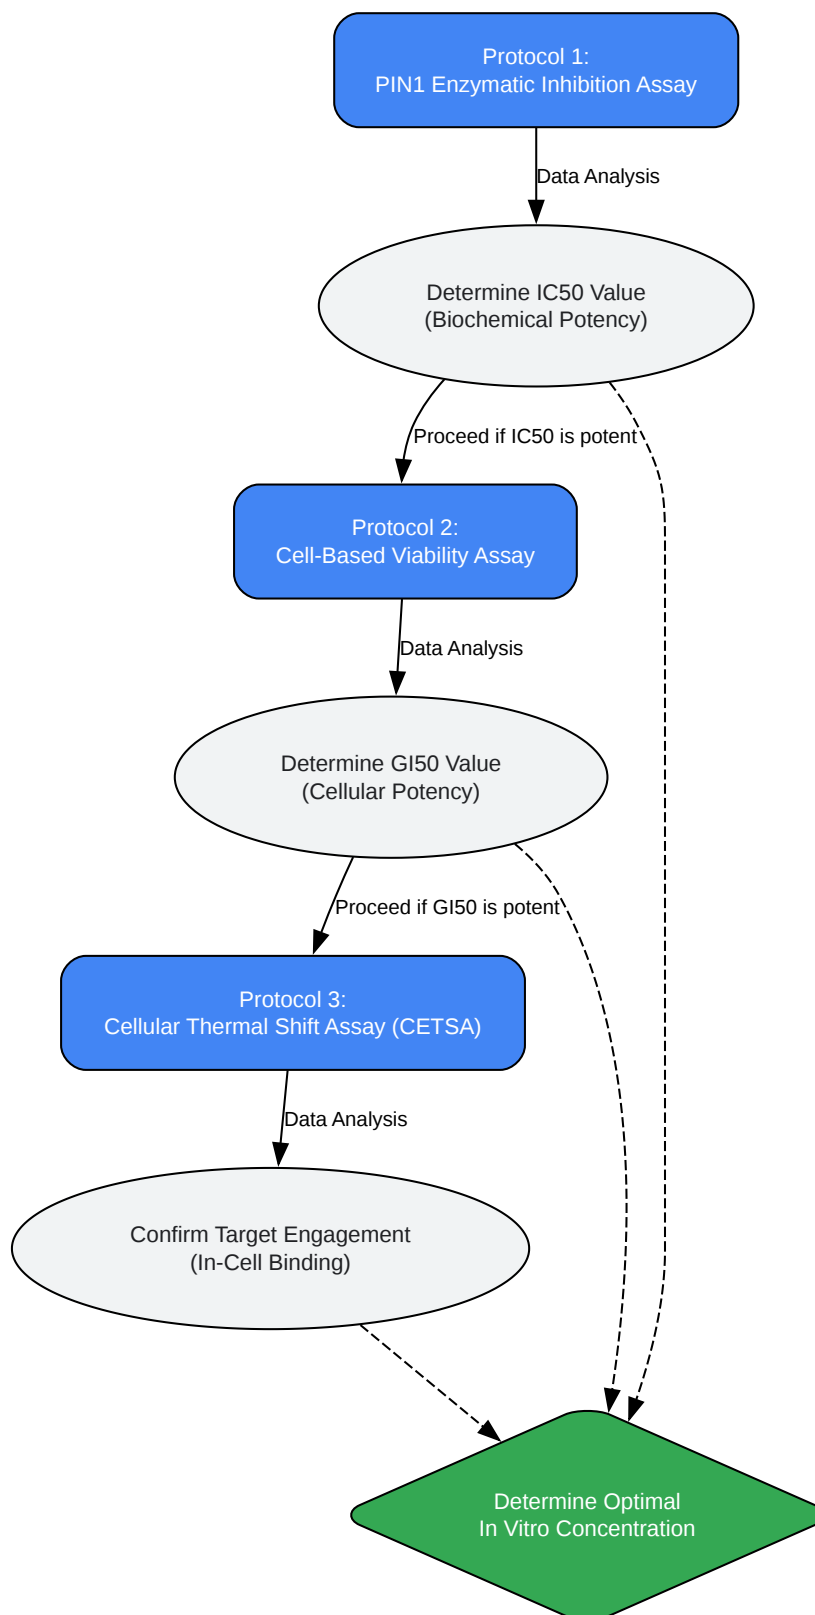 Protocol 1:
PIN1 Enzymatic Inhibition Assay
Data Analysis
Determine IC50 Value
(Biochemical Potency)
Proceed if IC50 is potent
Protocol 2:
Cell-Based Viability Assay
Data Analysis
Determine GI50 Value
(Cellular Potency)
Proceed if GI50 is potent
Protocol 3:
Cellular Thermal Shift Assay (CETSA)
Data Analysis
Confirm Target Engagement
(In-Cell Binding)
Determine Optimal
In Vitro Concentration